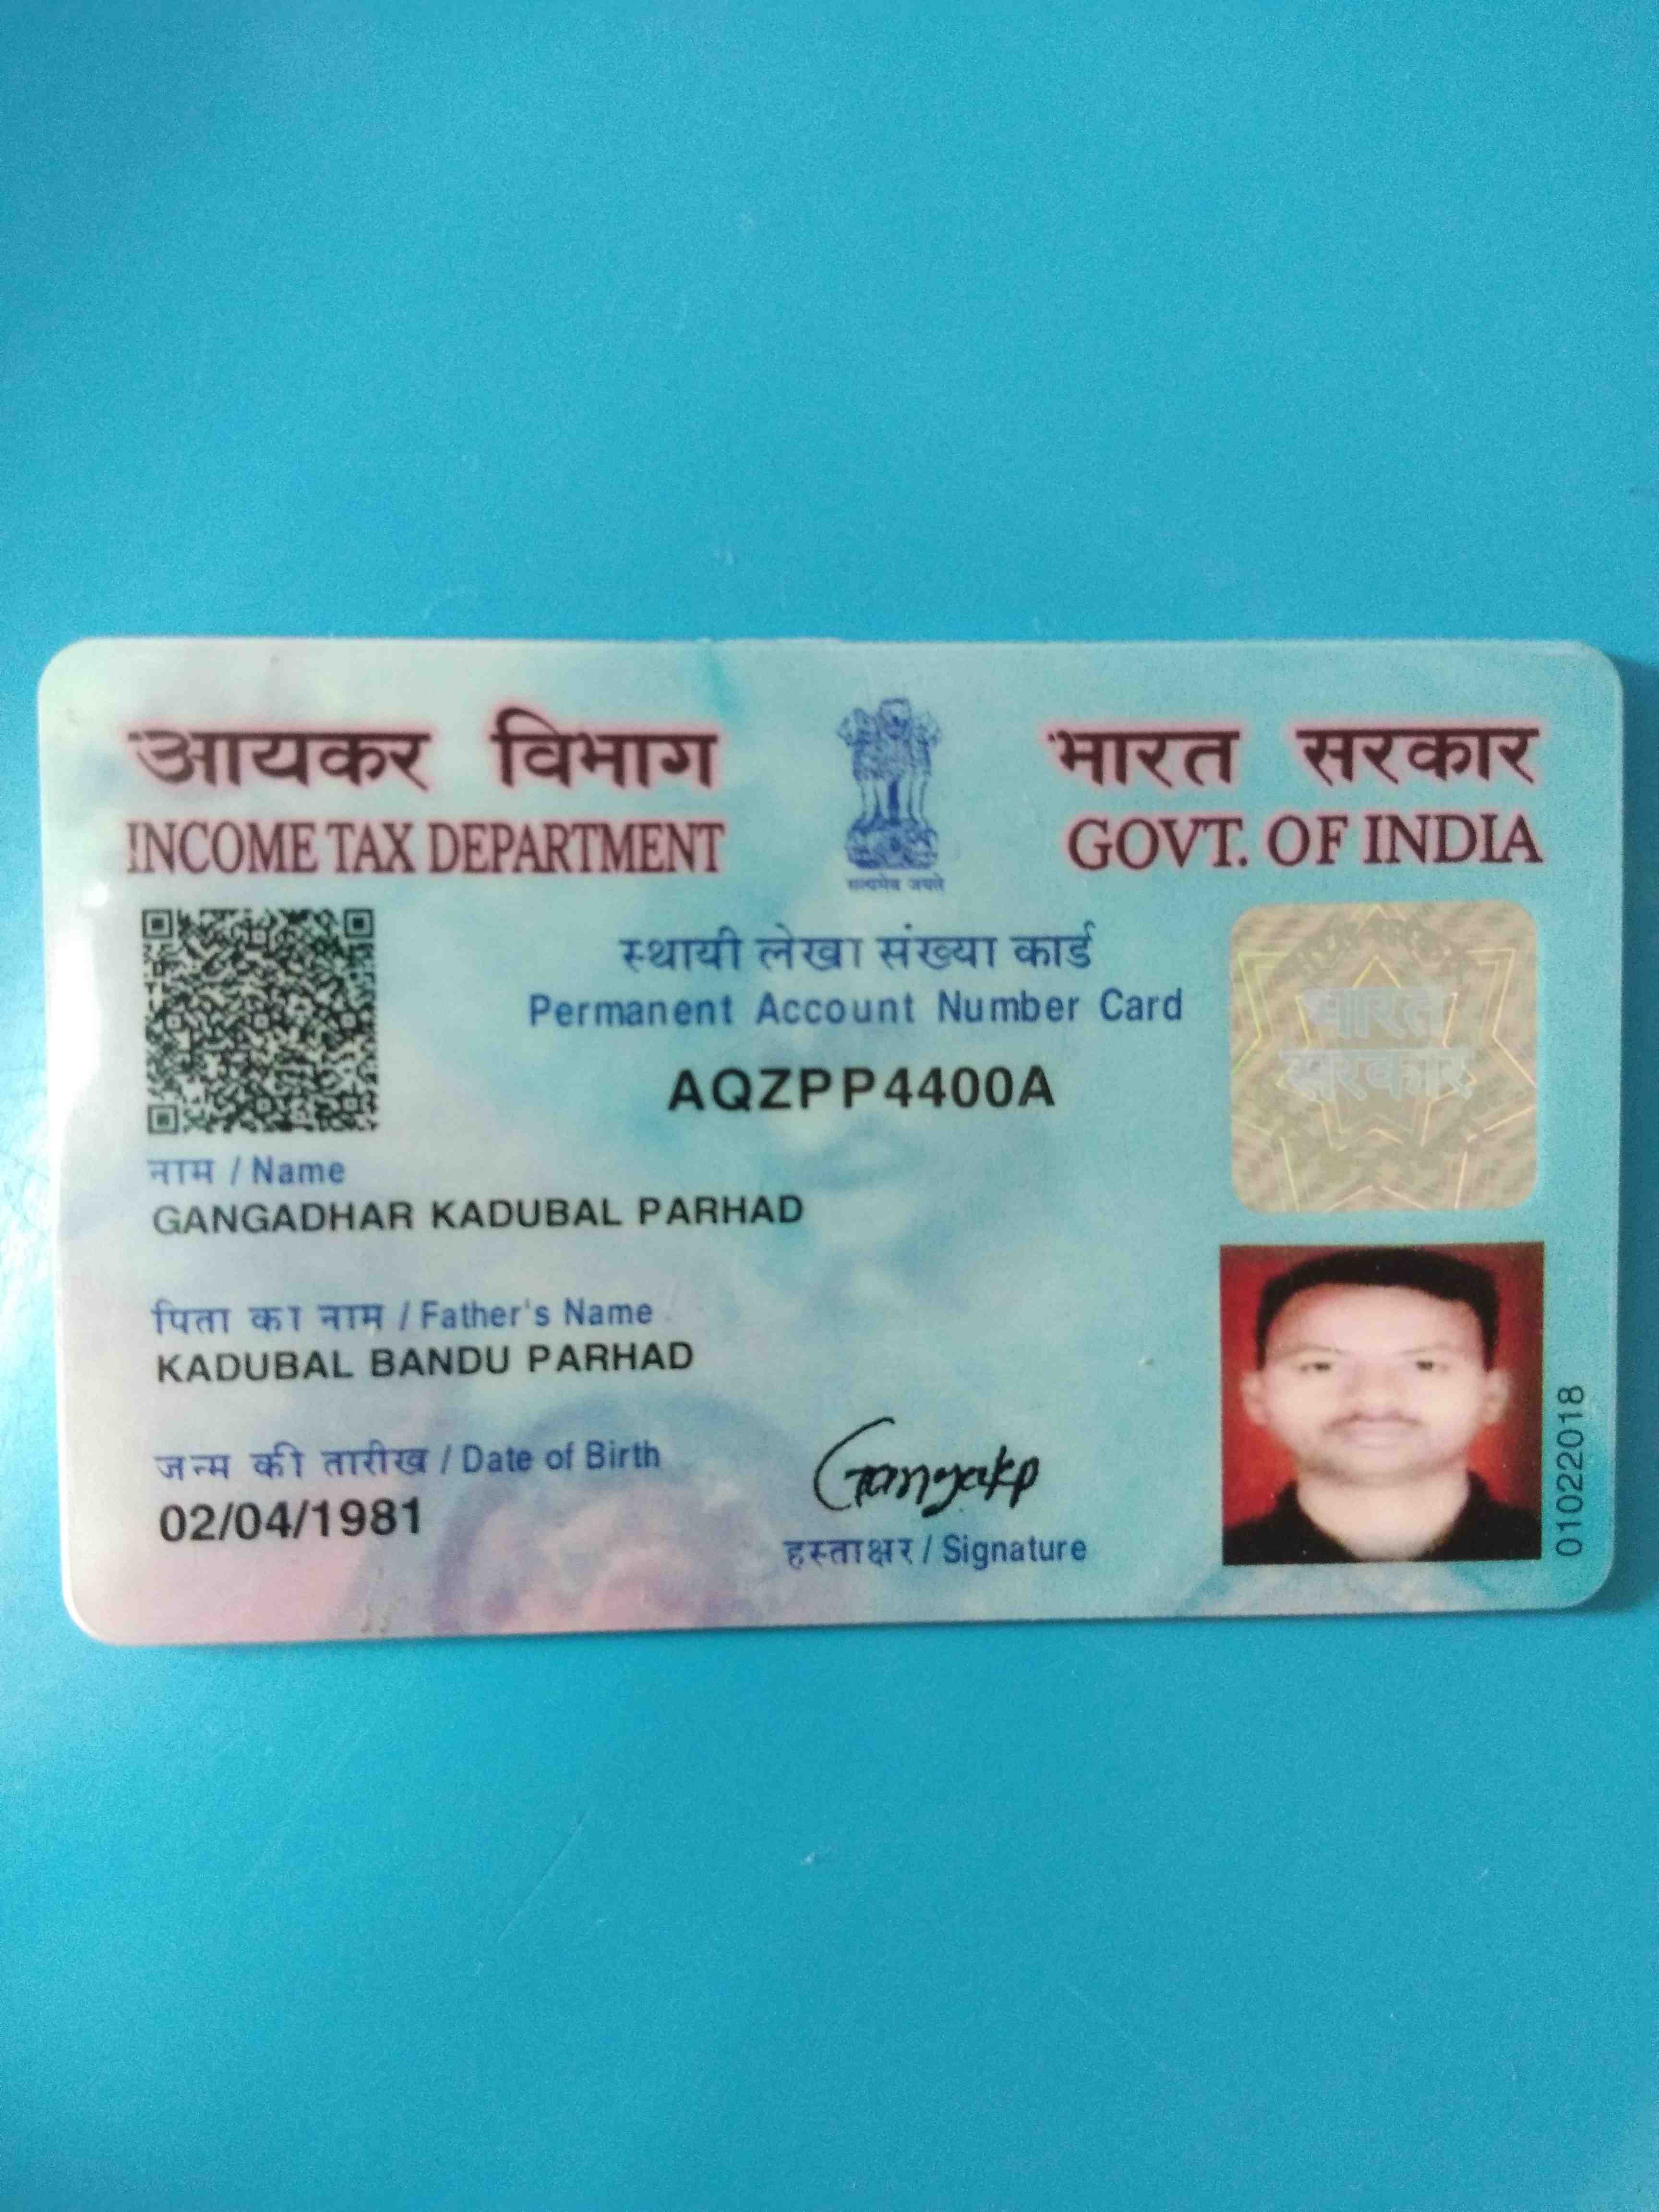 आयकर विभाग
INCOME TAX DEPARTMENT
सत्यमेव जयते
भारत सरकार
GOVT. OF INDIA
स्थायी लेखा संख्या कार्ड
Permanent Account Number Card
AQZPP4400A
भारत
सरकार
नाम / Name
GANGADHAR KADUBAL PARHAD
पिता का नाम / Father's Name
KADUBAL BANDU PARHAD
जन्म की तारीख / Date of Birth
02/04/1981
Gangakp
हस्ताक्षर / Signature
01022018